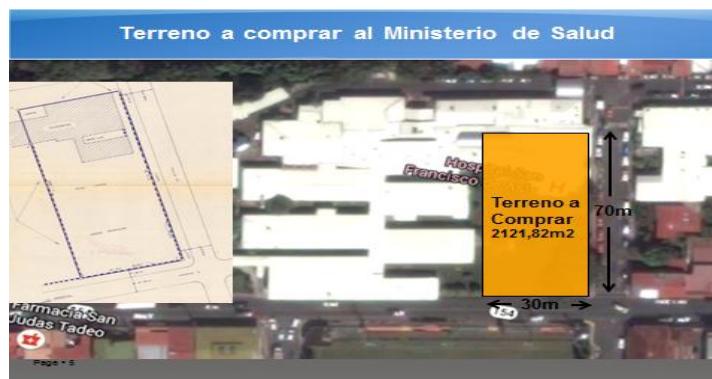 Terreno a comprar al Ministerio de Salud
Hosp
Francisco
H
Terreno a
Comprar
2121,82m2
70m
30m
154
Farmacia San
Judas Tadeo
Page ▪ 5